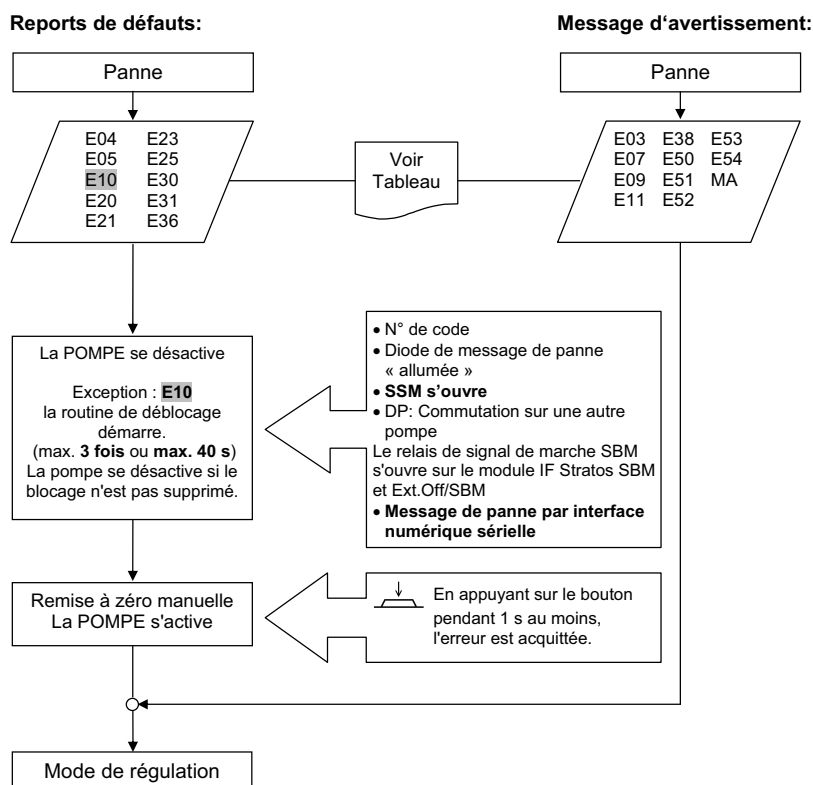 Reports de défauts:
Message d‘avertissement:
Panne
Panne
E04 E23
E05 E25
E10 E30
E20 E31
E21 E36
Voir
Tableau
E03 E38 E53
E07 E50 E54
E09 E51 MA
E11 E52
La POMPE se désactive
Exception : E10
la routine de déblocage
démarre.
(max. 3 fois ou max. 40 s)
La pompe se désactive si le
blocage n'est pas supprimé.
• N° de code
• Diode de message de panne
« allumée »
• SSM s’ouvre
• DP: Commutation sur une autre
pompe
Le relais de signal de marche SBM
s'ouvre sur le module IF Stratos SBM
et Ext.Off/SBM
• Message de panne par interface
numérique sérielle
Remise à zéro manuelle
La POMPE s'active
En appuyant sur le bouton
pendant 1 s au moins,
l'erreur est acquittée.
Mode de régulation